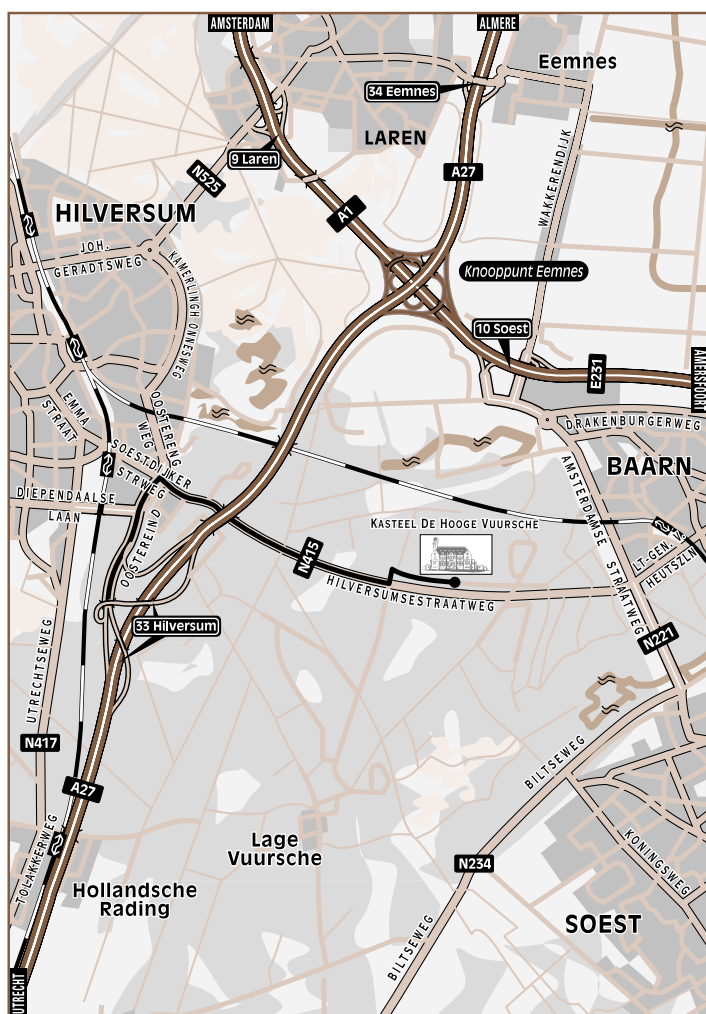 AMSTERDAM
ALMERE
Eemnes
34 Eemnes
LAREN
9 Laren
N525
A27
WAKKERENDIJK
HILVERSUM
A1
JOH.
GERADTSWEG
KAMERLINGH ONNESWEG
Knooppunt Eemnes
10 Soest
E231
AMERSFOORT
EMMA
STRAAT
OOSTERENG
WEG
DRAKENBURGERWEG
BAARN
SOESTDIJKER
STRWEG
AMSTERDAMSE STRAATWEG
DIEPENDAALSE
LAAN
OOSTEREIND
KASTEEL DE HOOGE VUURSCHE
N415
LT-GEN.
HEUTSZLN
HILVERSUMSESTRAATWEG
33 Hilversum
N221
UTRECHTSEWEG
N417
BILTSEWEG
A27
TOLAKKERWEG
Lage
Vuursche
KONINGSWEG
N234
Hollandsche
Rading
SOEST
BILTSEWEG
UTRECHT